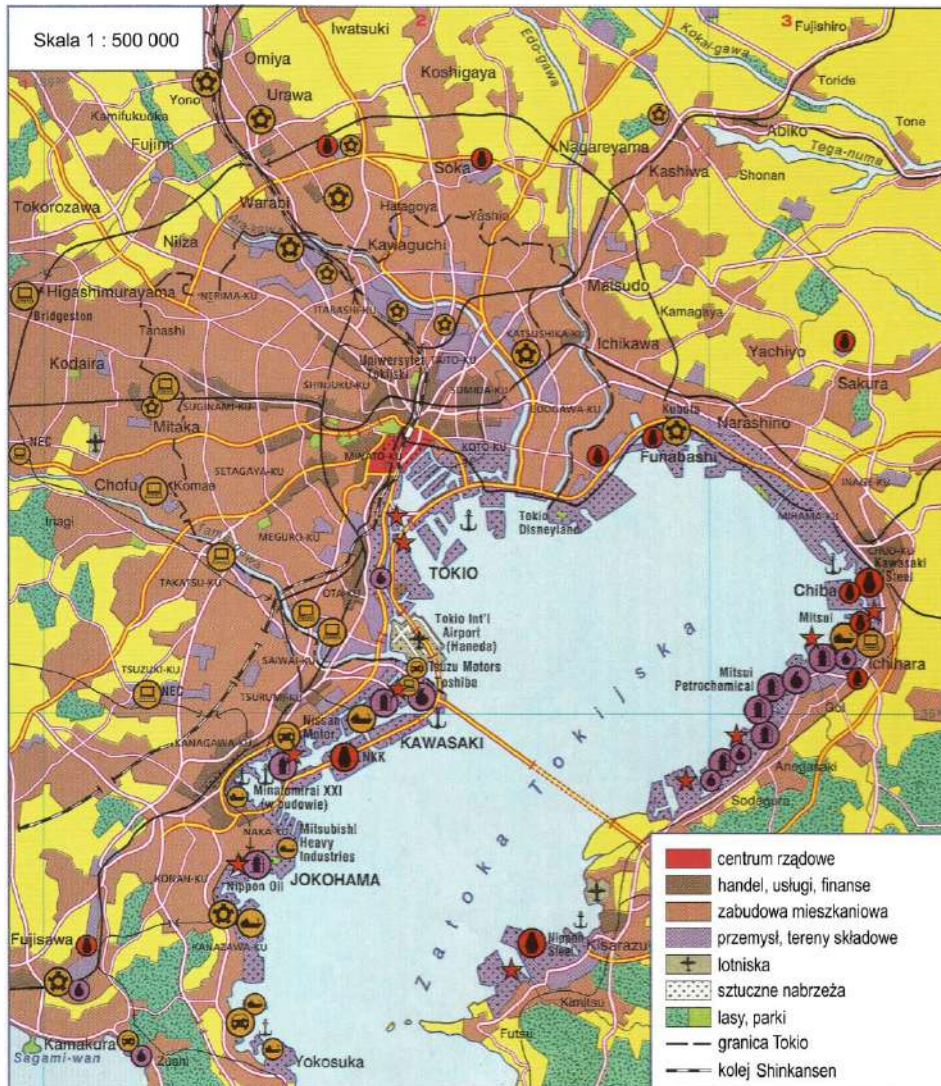 Skala 1 : 500 000
2
3
Iwatsuki
Fujishiro
Omiya
Koshigaya
Edo-gawa
Kokai-gawa
Toride
Yono
Urawa
Kamifukuoka
Fujimi
Nagareyama
Abiko
Tone
Tega-numa
Soka
Kashiwa
Shonan
Tokorozawa
Warabi
Hatagoya
Yashio
Niiza
Kawaguchi
Matsudo
Higashimurayama
Bridgeston
NERIMA-KU
ITABASHI-KU
Kamagaya
Tanashi
KATSUSHIKA-KU
Ichikawa
Yachiyo
Kodaira
Uniwersytet
Tokijski
TAITO-KU
SHINJUKU-KU
SUMIDA-KU
Sakura
SUGINAMI-KU
EDOGAWA-KU
Kubota
Narashino
Mitaka
NEC
MINATO-KU
KOTO-KU
Funabashi
SETAGAYA-KU
Chofu
Komae
INAGE-KU
MIHAMA-KU
Inagi
Tokio
Disneyland
MEGURO-KU
CHUO-KU
TAKATSU-KU
TOKIO
Kawasaki
Steel
Chiba
OTA-KU
Tokio Int'l
Airport
(Haneda)
Mitsui
SAIWAI-KU
Ichihara
TSUZUKI-KU
NEC
Tsuzu Motors
Toshiba
Mitsui
Petrochemical
TSURUMI-KU
Goi
Nissan
Motor.
KANAGAWA-KU
KAWASAKI
NKK
Anegasaki
Minatomirai XXI
(w budowie)
Sodegura
Zatoka Tokijska
NAKA-KU
Mitsubishi
Heavy
Industries
KONAN-KU
Nippon Oil
JOKOHAMA
Fujisawa
KANAZAWA-KU
Nippon
Steel
Kisarazu
Kimitsu
Kamakura
Sagami-wan
Zushi
Yokosuka
Futsu
centrum rządowe
handel, usługi, finanse
zabudowa mieszkaniowa
przemysł, tereny składowe
lotniska
sztuczne nabrzeża
lasy, parki
granica Tokio
kolej Shinkansen